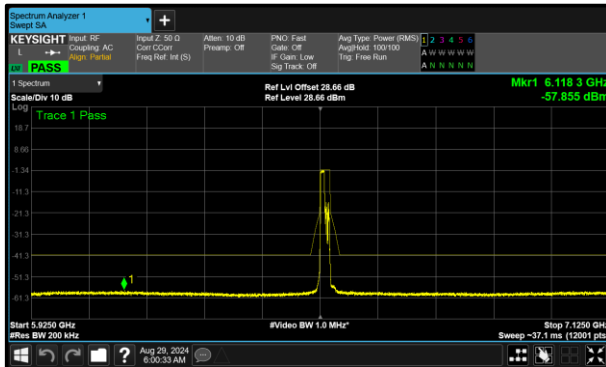 Spectrum Analyzer 1
Swept SA
+
KEYSIGHT
L
LV PASS
Input: RF
Coupling: AC
Align: Partial
Input Z: 50 Ω
Corr CCorr
Freq Ref: Int (S)
Atten: 10 dB
Preamp: Off
PNO: Fast
Gate: Off
IF Gain: Low
Sig Track: Off
Avg Type: Power (RMS)
Avg|Hold: 100/100
Trig: Free Run
1 2 3 4 5 6
A W W W W W
A N N N N N
1 Spectrum
Scale/Div 10 dB
Ref Lvl Offset 28.66 dB
Ref Level 28.66 dBm
Mkr1 6.118 3 GHz
-57.855 dBm
Log
Trace 1 Pass
18.7
8.66
-1.34
-11.3
-21.3
-31.3
-41.3
-51.3
-61.3
1
Start 5.9250 GHz
#Res BW 200 kHz
#Video BW 1.0 MHz*
Stop 7.1250 GHz
Sweep ~37.1 ms (12001 pts)
?
Aug 29, 2024
6:00:33 AM